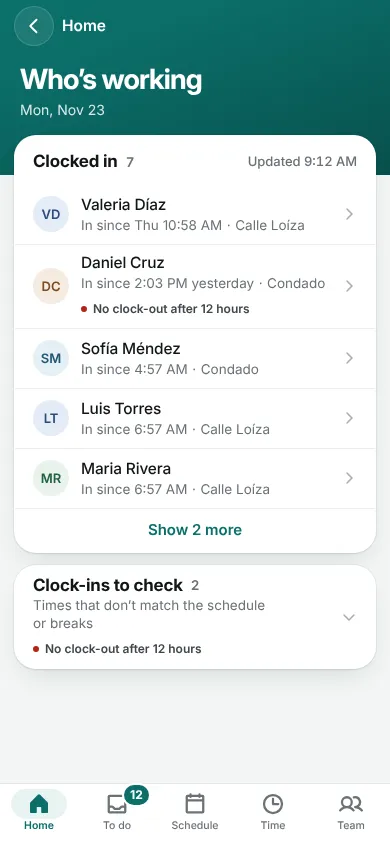 Home
Who's working
Mon, Nov 23
Clocked in 7
Updated 9:12 AM
VD
Valeria Díaz
In since Thu 10:58 AM · Calle Loíza
DC
Daniel Cruz
In since 2:03 PM yesterday · Condado
No clock-out after 12 hours
SM
Sofía Méndez
In since 4:57 AM · Condado
LT
Luis Torres
In since 6:57 AM · Calle Loíza
MR
Maria Rivera
In since 6:57 AM · Calle Loíza
Show 2 more
Clock-ins to check 2
Times that don't match the schedule
or breaks
No clock-out after 12 hours
12
Home
To do
Schedule
Time
Team